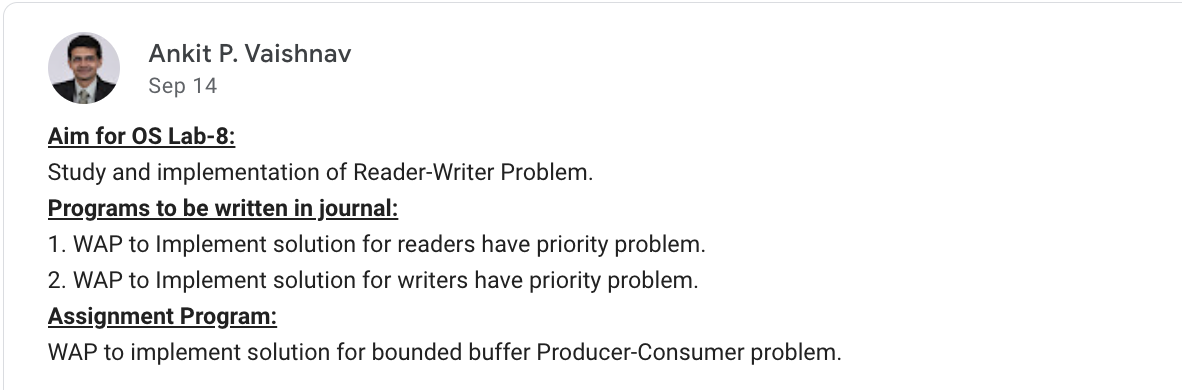 Ankit P. Vaishnav
Sep 14
Aim for OS Lab-8:
Study and implementation of Reader-Writer Problem.
Programs to be written in journal:
1. WAP to Implement solution for readers have priority problem.
2. WAP to Implement solution for writers have priority problem.
Assignment Program:
WAP to implement solution for bounded buffer Producer-Consumer problem.